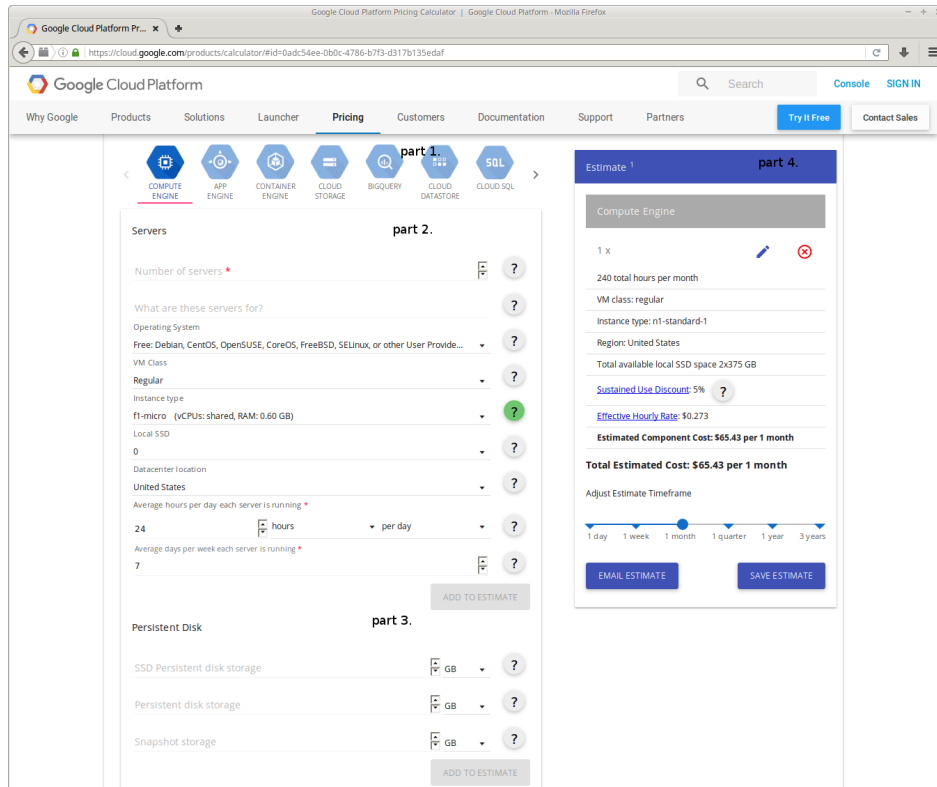 Google Cloud Platform Pricing Calculator | Google Cloud Platform - Mozilla Firefox
Google Cloud Platform Pr... ×
https://cloud.google.com/products/calculator/#id=0adc54ee-0b0c-4786-b7f3-d317b135edaf
Google Cloud Platform
Search
Console
SIGN IN
Why Google
Products
Solutions
Launcher
Pricing
Customers
Documentation
Support
Partners
Try It Free
Contact Sales
part 1.
COMPUTE
ENGINE
APP
ENGINE
CONTAINER
ENGINE
CLOUD
STORAGE
BIGQUERY
CLOUD
DATASTORE
SQL
CLOUD SQL
Servers
part 2.
Number of servers *
?
What are these servers for?
?
Operating System
Free: Debian, CentOS, OpenSUSE, CoreOS, FreeBSD, SELinux, or other User Provide...
?
VM Class
Regular
?
Instance type
f1-micro (vCPUs: shared, RAM: 0.60 GB)
?
Local SSD
0
?
Datacenter location
United States
?
Average hours per day each server is running *
24 hours per day
?
Average days per week each server is running *
7
?
ADD TO ESTIMATE
Persistent Disk
part 3.
SSD Persistent disk storage GB
?
Persistent disk storage GB
?
Snapshot storage GB
?
ADD TO ESTIMATE
Estimate 1
part 4.
Compute Engine
1 x
240 total hours per month
VM class: regular
Instance type: n1-standard-1
Region: United States
Total available local SSD space 2x375 GB
Sustained Use Discount: 5% ?
Effective Hourly Rate: $0.273
Estimated Component Cost: $65.43 per 1 month
Total Estimated Cost: $65.43 per 1 month
Adjust Estimate Timeframe
1 day 1 week 1 month 1 quarter 1 year 3 years
EMAIL ESTIMATE
SAVE ESTIMATE